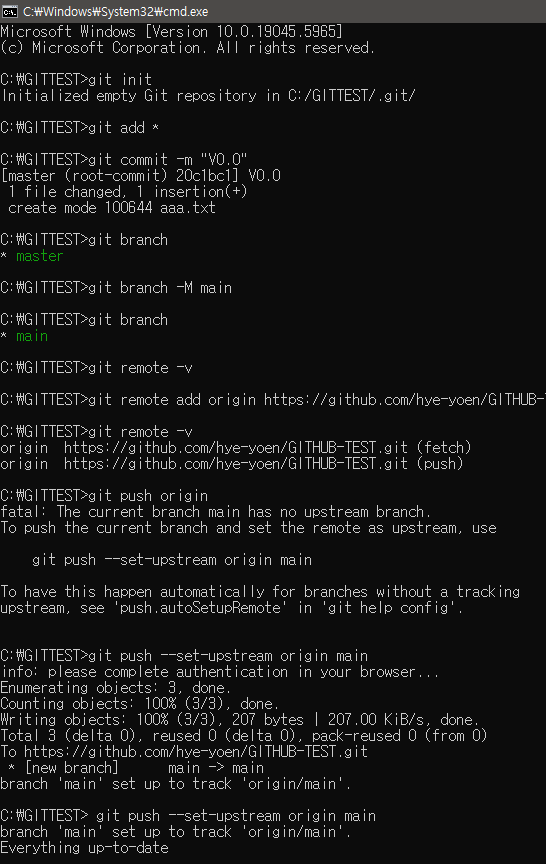 C:₩Windows₩System32₩cmd.exe
Microsoft Windows [Version 10.0.19045.5965]
(c) Microsoft Corporation. All rights reserved.
C:₩GITTEST>git init
Initialized empty Git repository in C:/GITTEST/.git/
C:₩GITTEST>git add *
C:₩GITTEST>git commit -m "V0.0"
[master (root-commit) 20c1bc1] V0.0
1 file changed, 1 insertion(+)
create mode 100644 aaa.txt
C:₩GITTEST>git branch
* master
C:₩GITTEST>git branch -M main
C:₩GITTEST>git branch
* main
C:₩GITTEST>git remote -v
C:₩GITTEST>git remote add origin https://github.com/hye-yoen/GITHUB-
C:₩GITTEST>git remote -v
origin  https://github.com/hye-yoen/GITHUB-TEST.git (fetch)
origin  https://github.com/hye-yoen/GITHUB-TEST.git (push)
C:₩GITTEST>git push origin
fatal: The current branch main has no upstream branch.
To push the current branch and set the remote as upstream, use
git push --set-upstream origin main
To have this happen automatically for branches without a tracking
upstream, see 'push.autoSetupRemote' in 'git help config'.
C:₩GITTEST>git push --set-upstream origin main
info: please complete authentication in your browser...
Enumerating objects: 3, done.
Counting objects: 100% (3/3), done.
Writing objects: 100% (3/3), 207 bytes | 207.00 KiB/s, done.
Total 3 (delta 0), reused 0 (delta 0), pack-reused 0 (from 0)
To https://github.com/hye-yoen/GITHUB-TEST.git
* [new branch]      main -> main
branch 'main' set up to track 'origin/main'.
C:₩GITTEST> git push --set-upstream origin main
branch 'main' set up to track 'origin/main'.
Everything up-to-date